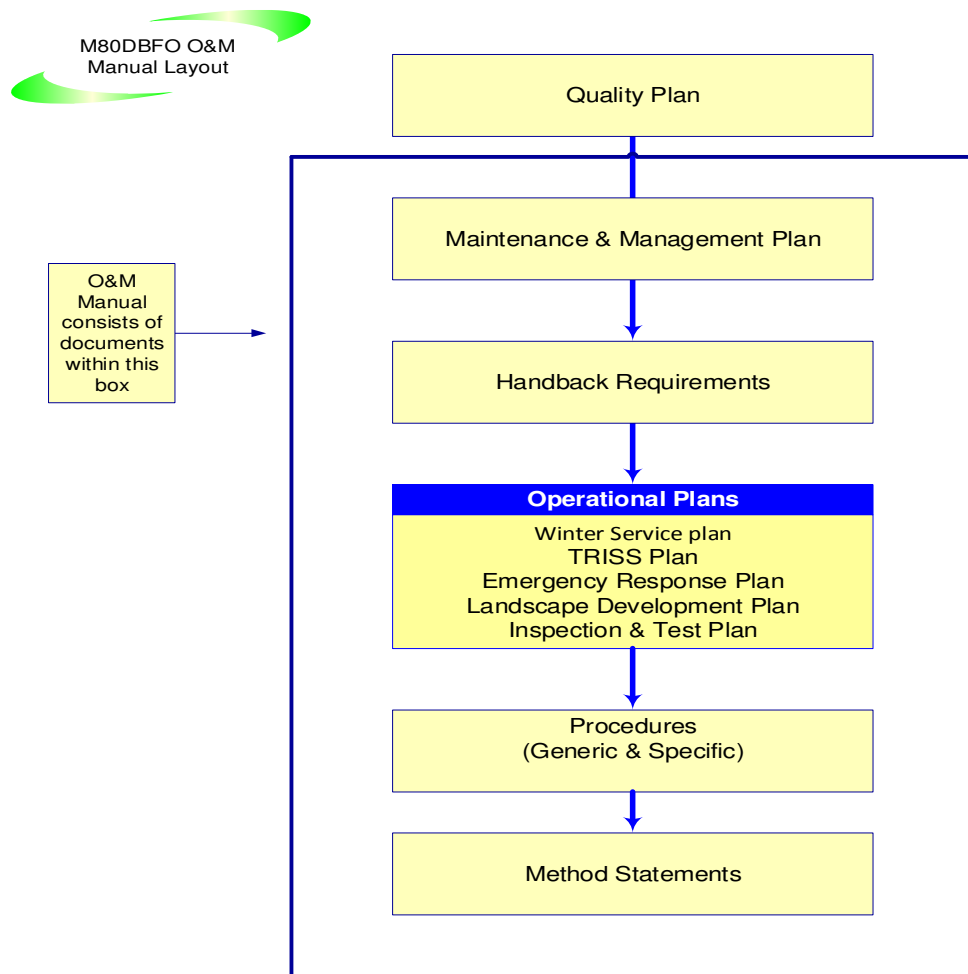 M80DBFO O&M
Manual Layout
Quality Plan
Maintenance & Management Plan
O&M
Manual
consists of
documents
within this
box
Handback Requirements
Operational Plans
Winter Service plan
TRISS Plan
Emergency Response Plan
Landscape Development Plan
Inspection & Test Plan
Procedures
(Generic & Specific)
Method Statements